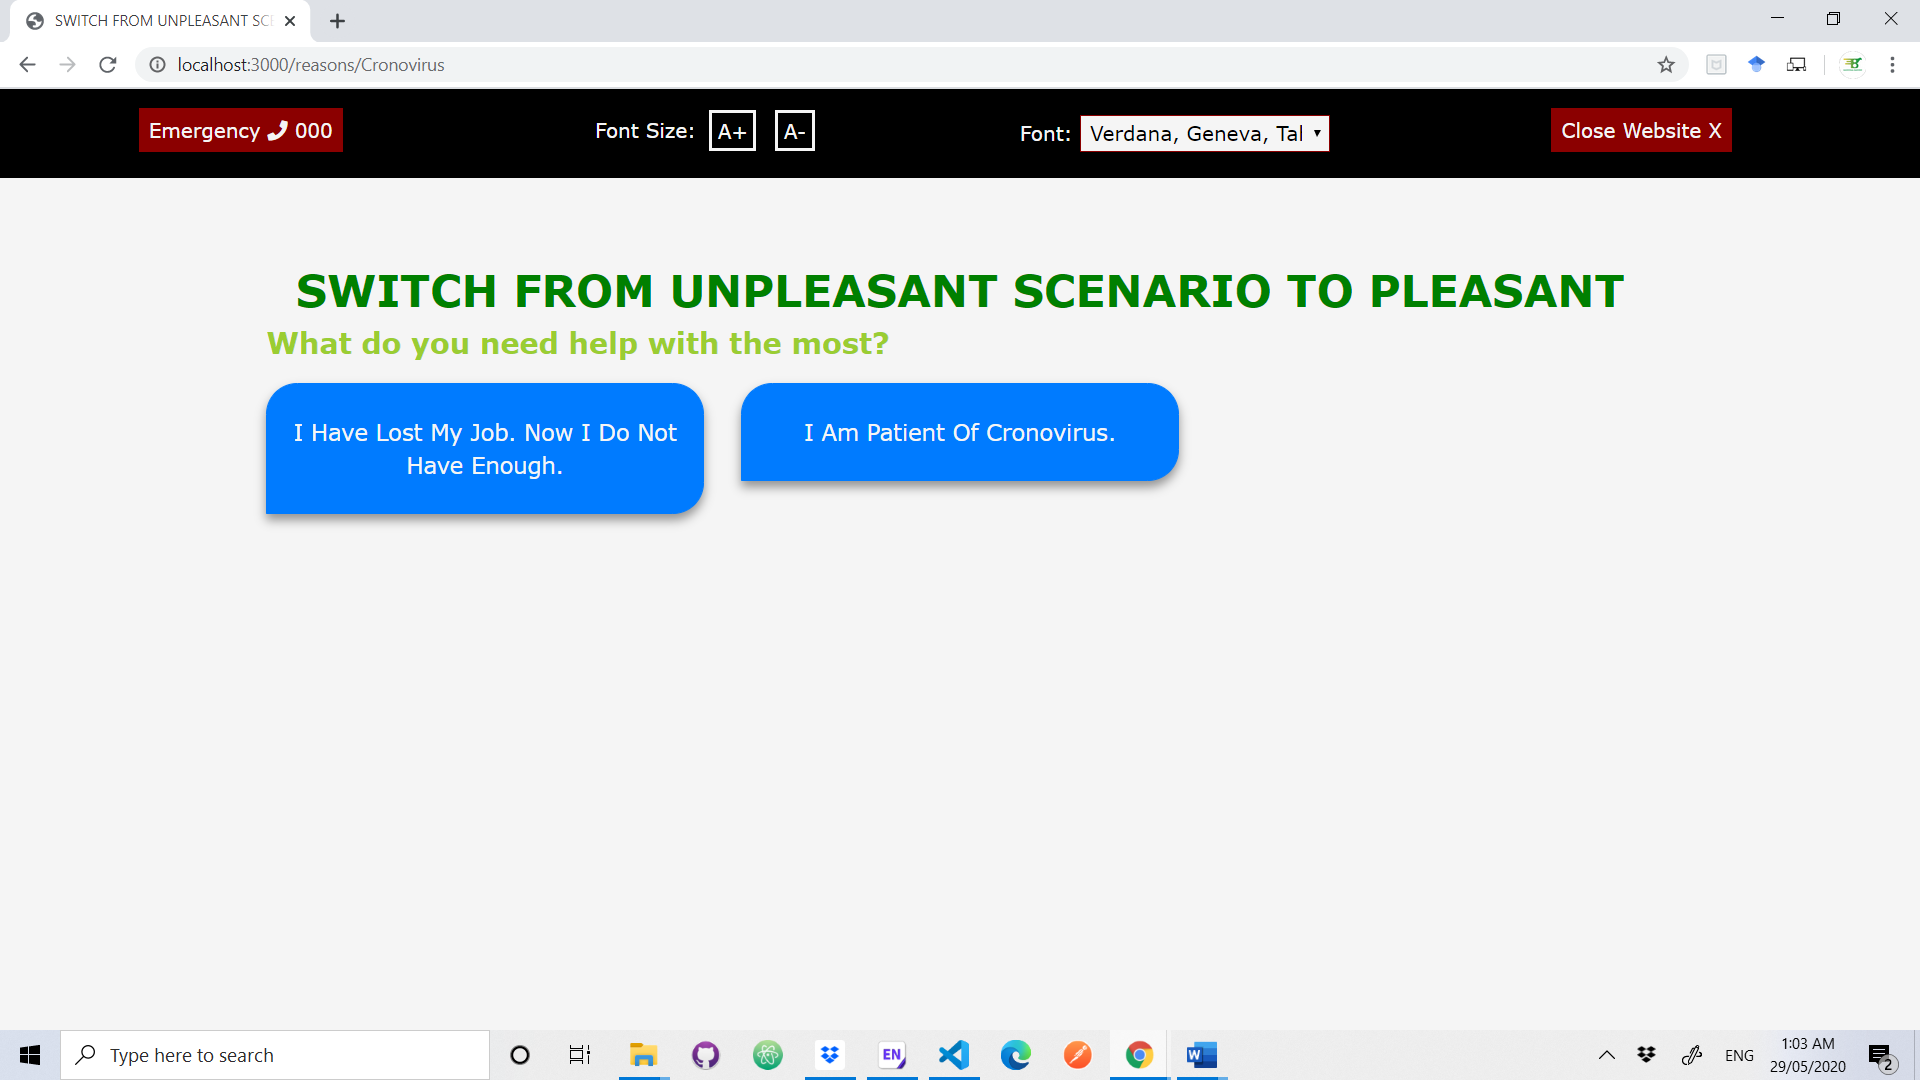 SWITCH FROM UNPLEASANT SCE
localhost:3000/reasons/Cronovirus
Emergency 000
Font Size: A+ A-
Font: Verdana, Geneva, Tal
Close Website X
SWITCH FROM UNPLEASANT SCENARIO TO PLEASANT
What do you need help with the most?
I Have Lost My Job. Now I Do Not
Have Enough.
I Am Patient Of Cronovirus.
Type here to search
EN
W
ENG
1:03 AM
29/05/2020
2